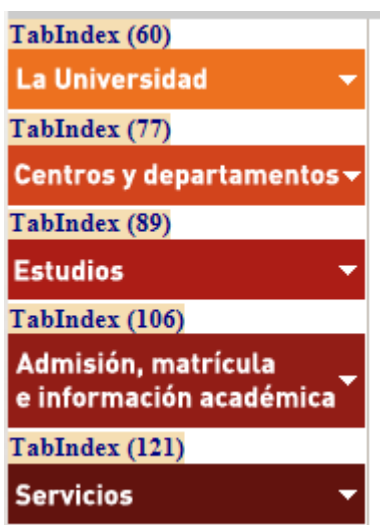 TabIndex (60)
La Universidad
TabIndex (77)
Centros y departamentos
TabIndex (89)
Estudios
TabIndex (106)
Admisión, matrícula
e información académica
TabIndex (121)
Servicios